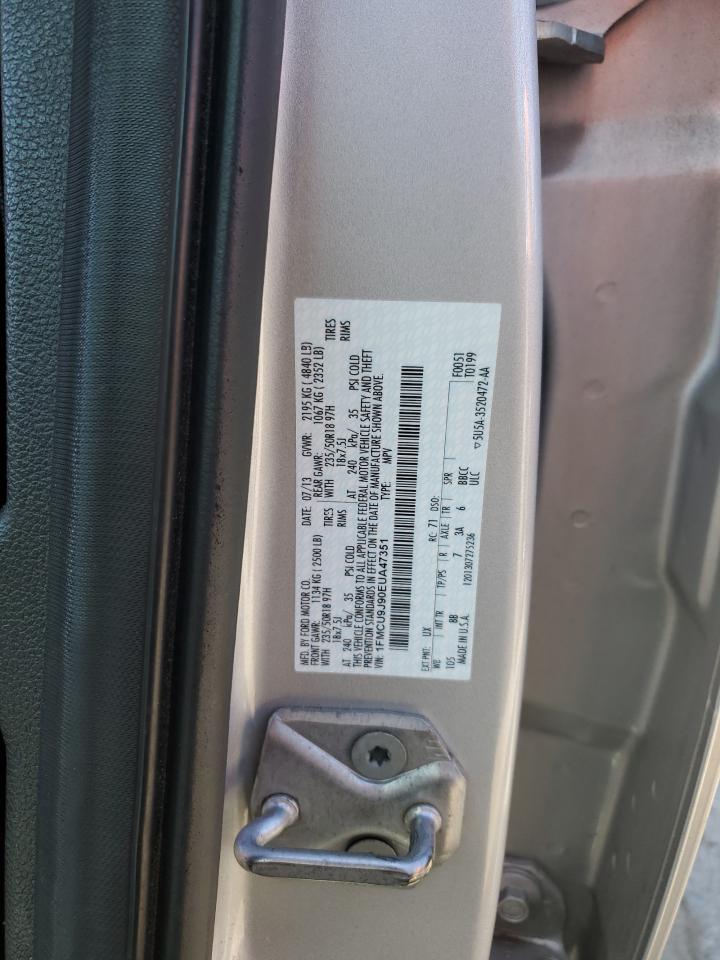 MFD. BY FORD MOTOR CO.
DATE: 07/13 GVWR: 2195 KG ( 4840 LB)
FRONT GAWR: 1134 KG ( 2500 LB) REAR GAWR: 1067 KG ( 2352 LB)
WITH 235/50R18 97H TIRES WITH 235/50R18 97H TIRES
18x7.5J RIMS 18x7.5J RIMS
AT 240 kPa/ 35 PSI COLD AT 240 kPa/ 35 PSI COLD
THIS VEHICLE CONFORMS TO ALL APPLICABLE FEDERAL MOTOR VEHICLE SAFETY AND THEFT
PREVENTION STANDARDS IN EFFECT ON THE DATE OF MANUFACTURE SHOWN ABOVE.
VIN: 1FMCU9J90EUA47351 TYPE: MPV
EXT PNT: UX RC: 71 DSO: F0051
WB INT TR TP/PS R AXLE TR SPR T0199
105 8B 7 3A 6 BBCC
MADE IN U.S.A. 1201307275236 ULC ▽5U5A-3520472-AA